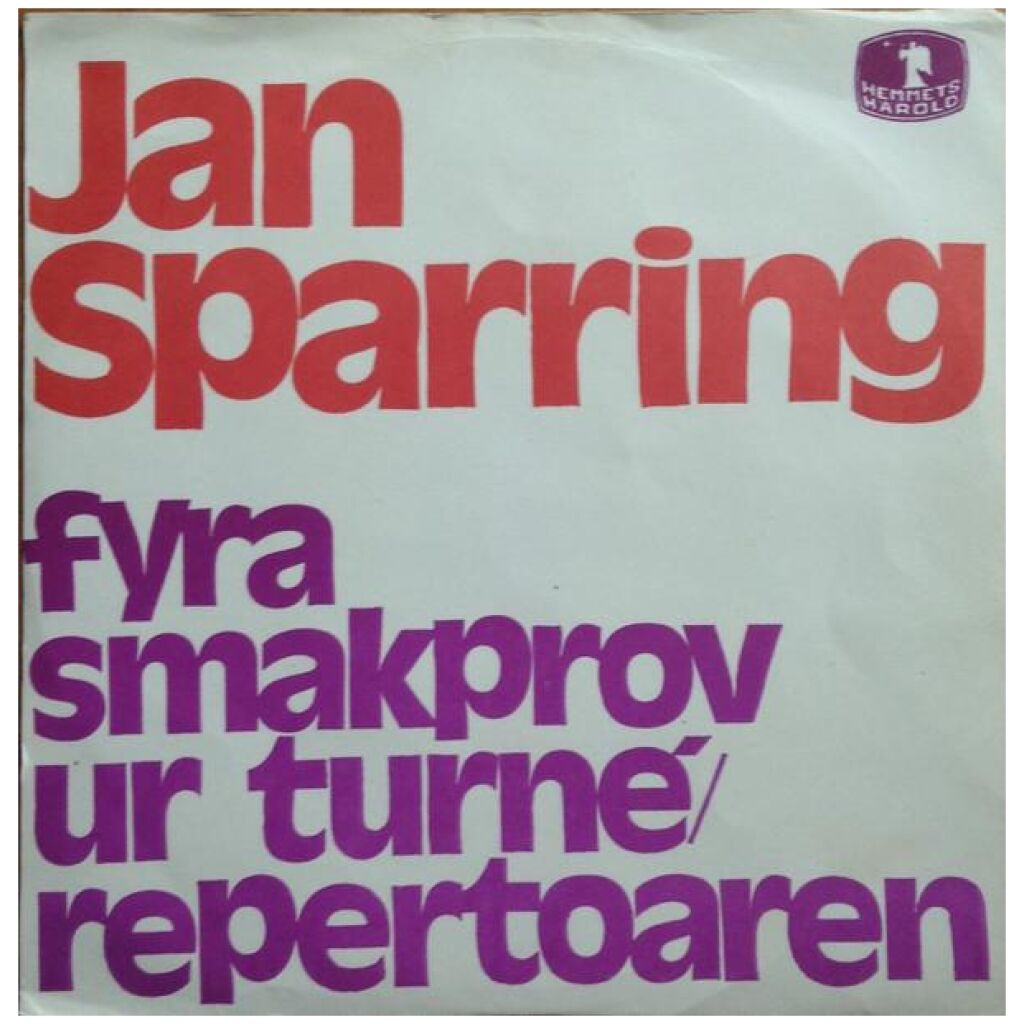 Jan
Sparring
HEMMETS
HAROLD
fyra
smakprov
ur turné/
repertoaren